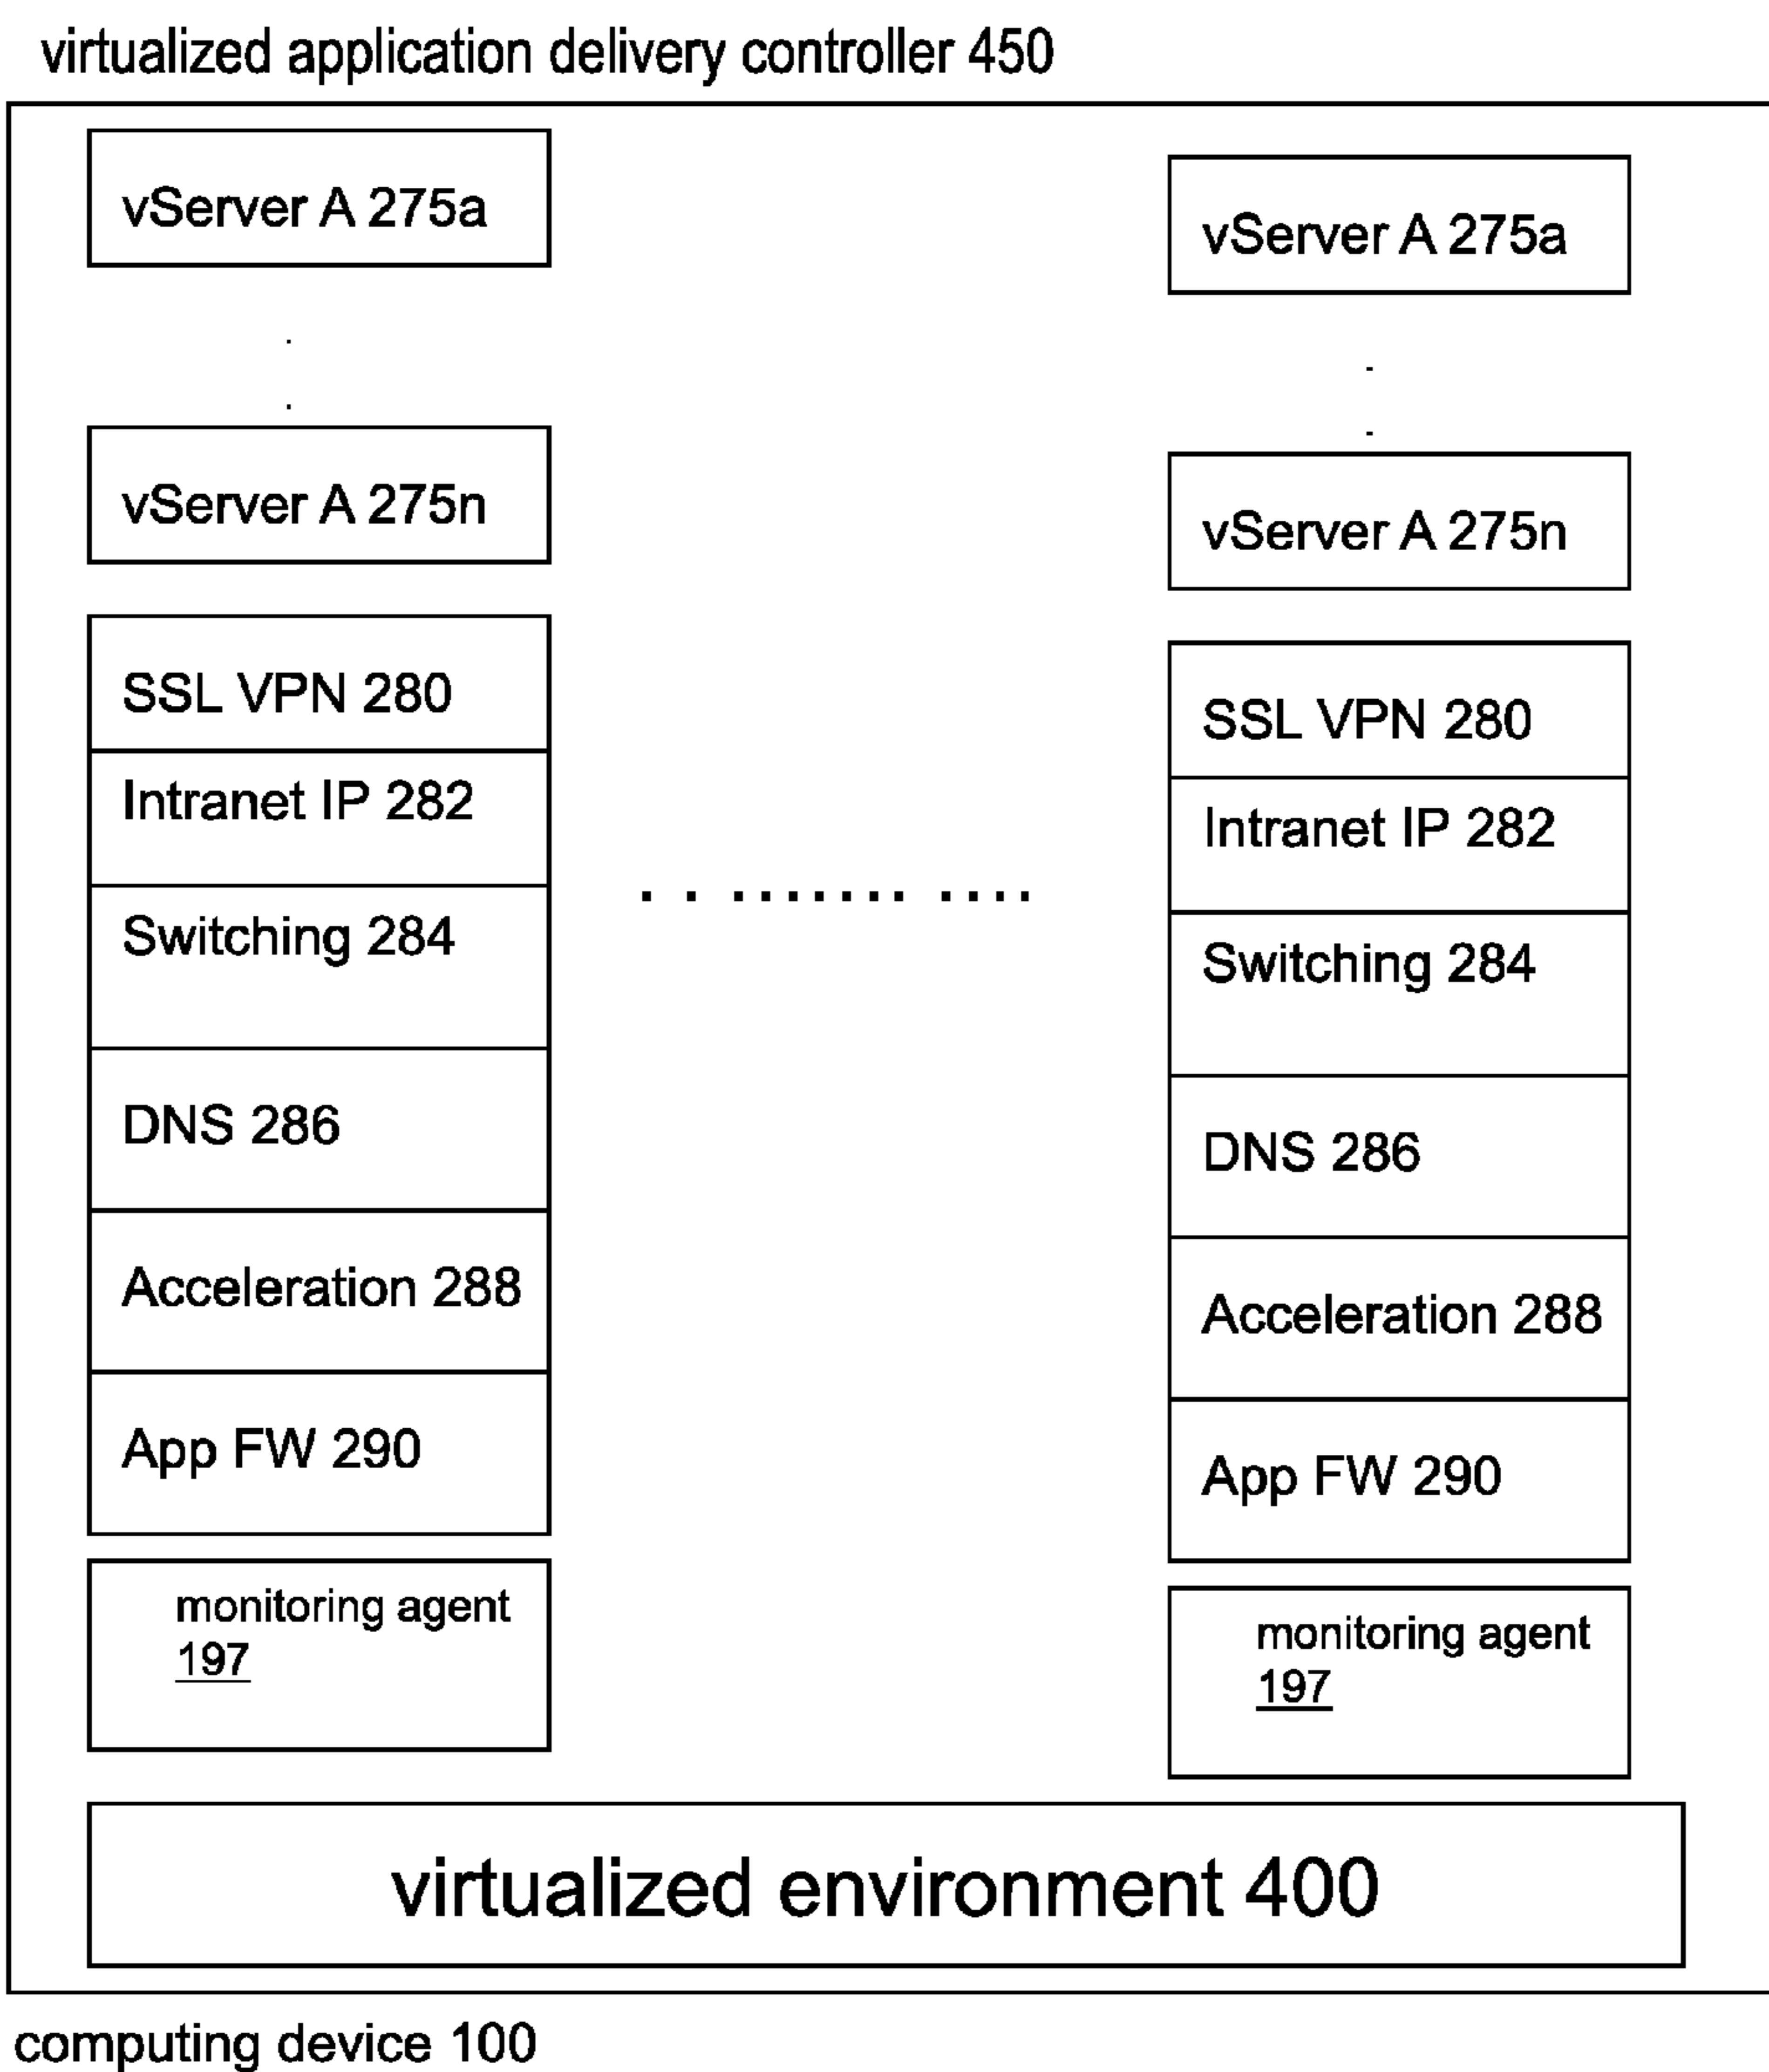 virtualized application delivery controller 450
vServer A 275a
vServer A 275n
SSL VPN 280
Intranet IP 282
Switching 284
DNS 286
Acceleration 288
App FW 290
monitoring agent
197
vServer A 275a
vServer A 275n
SSL VPN 280
Intranet IP 282
Switching 284
DNS 286
Acceleration 288
App FW 290
monitoring agent
197
virtualized environment 400
computing device 100